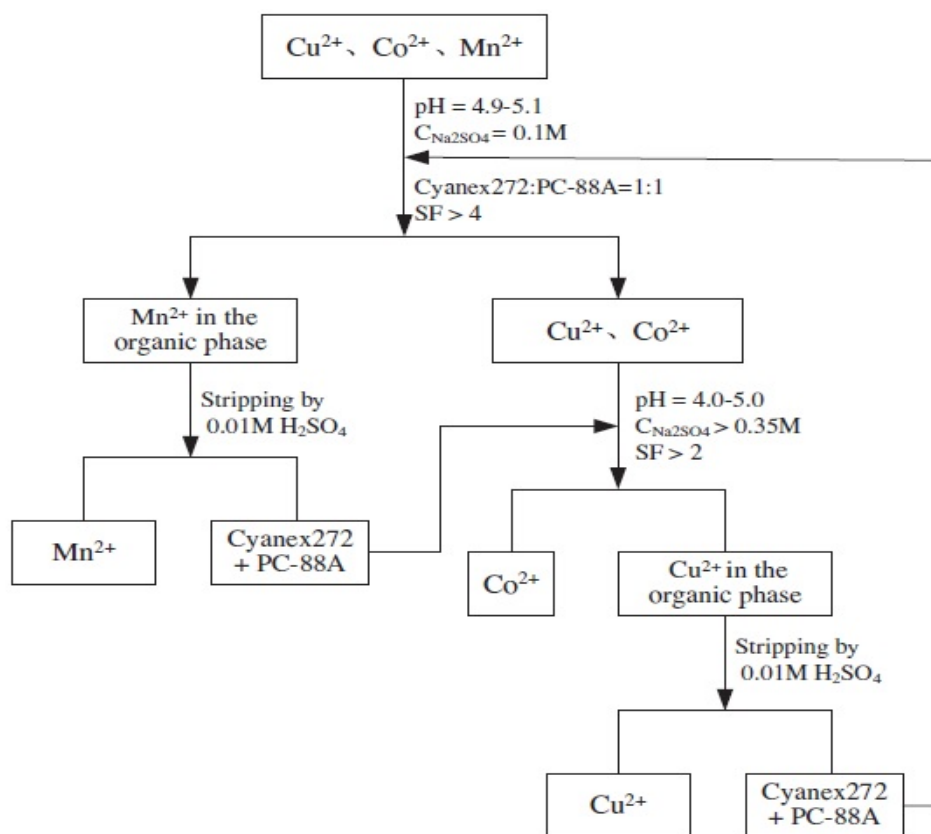 Cu²⁺、Co²⁺、Mn²⁺
pH = 4.9-5.1
C_Na2SO4 = 0.1M
Cyanex272:PC-88A=1:1
SF > 4
Mn²⁺ in the
organic phase
Cu²⁺、Co²⁺
Stripping by
0.01M H₂SO₄
pH = 4.0-5.0
C_Na2SO4 > 0.35M
SF > 2
Mn²⁺
Cyanex272
+ PC-88A
Co²⁺
Cu²⁺ in the
organic phase
Stripping by
0.01M H₂SO₄
Cu²⁺
Cyanex272
+ PC-88A